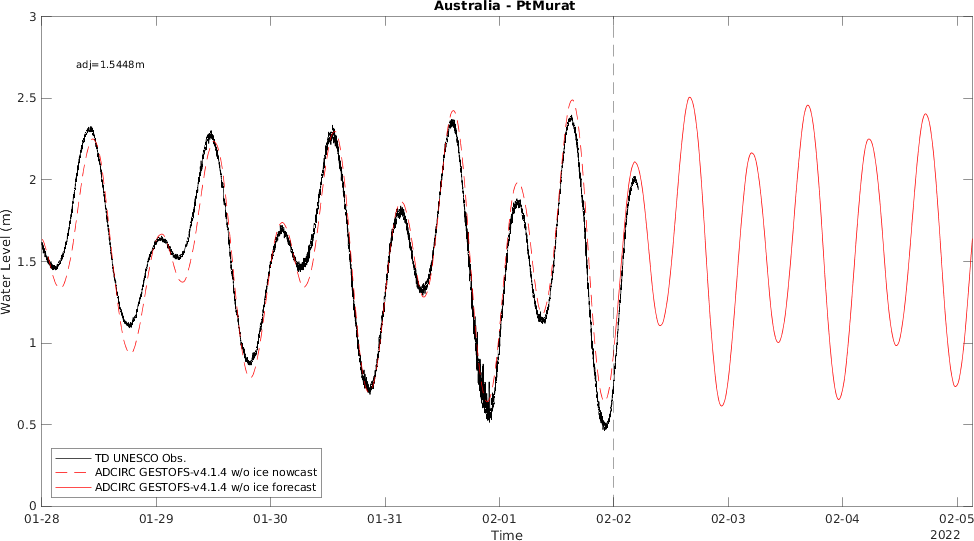 Australia - PtMurat
adj=1.5448m
3
2.5
2
1.5
1
0.5
0
Water Level (m)
TD UNESCO Obs.
ADCIRC GESTOFS-v4.1.4 w/o ice nowcast
ADCIRC GESTOFS-v4.1.4 w/o ice forecast
01-28 01-29 01-30 01-31 02-01 02-02 02-03 02-04 02-05
Time
2022